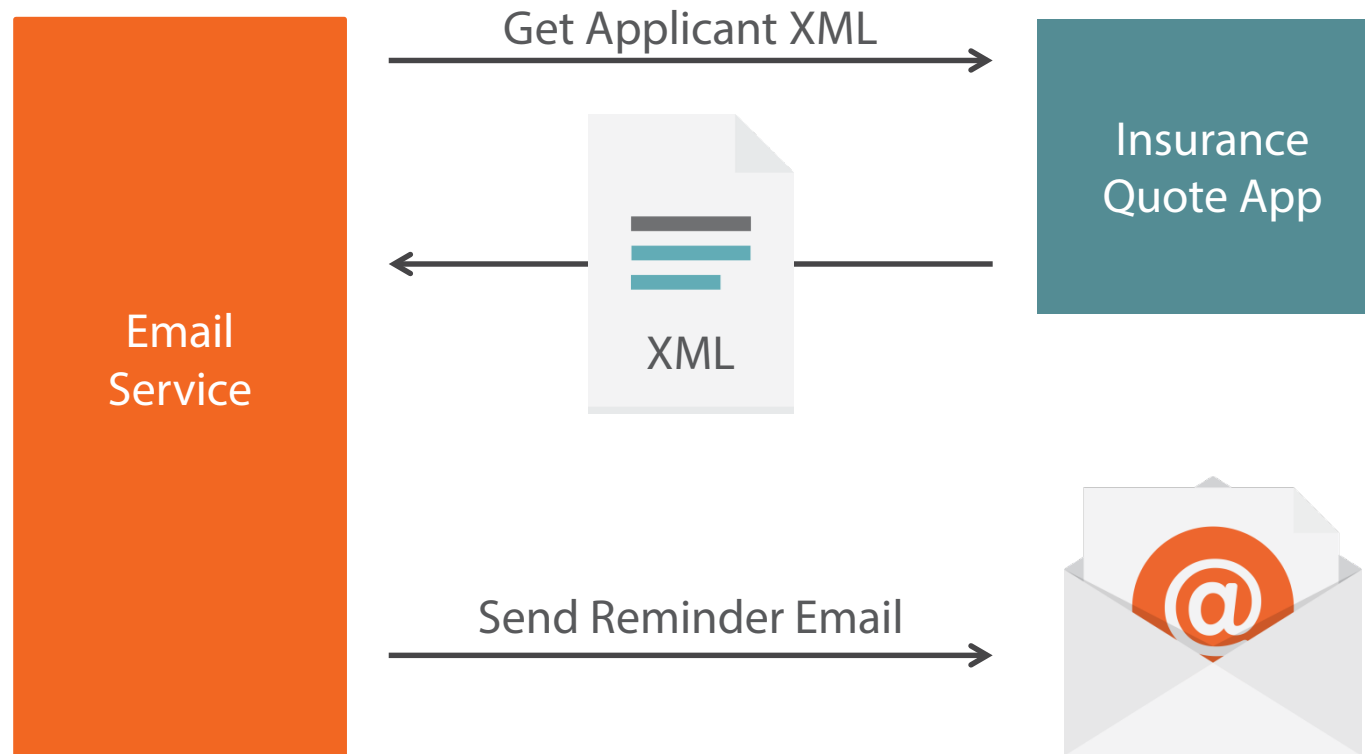 Get Applicant XML
Insurance
Quote App
XML
Email
Service
Send Reminder Email
@